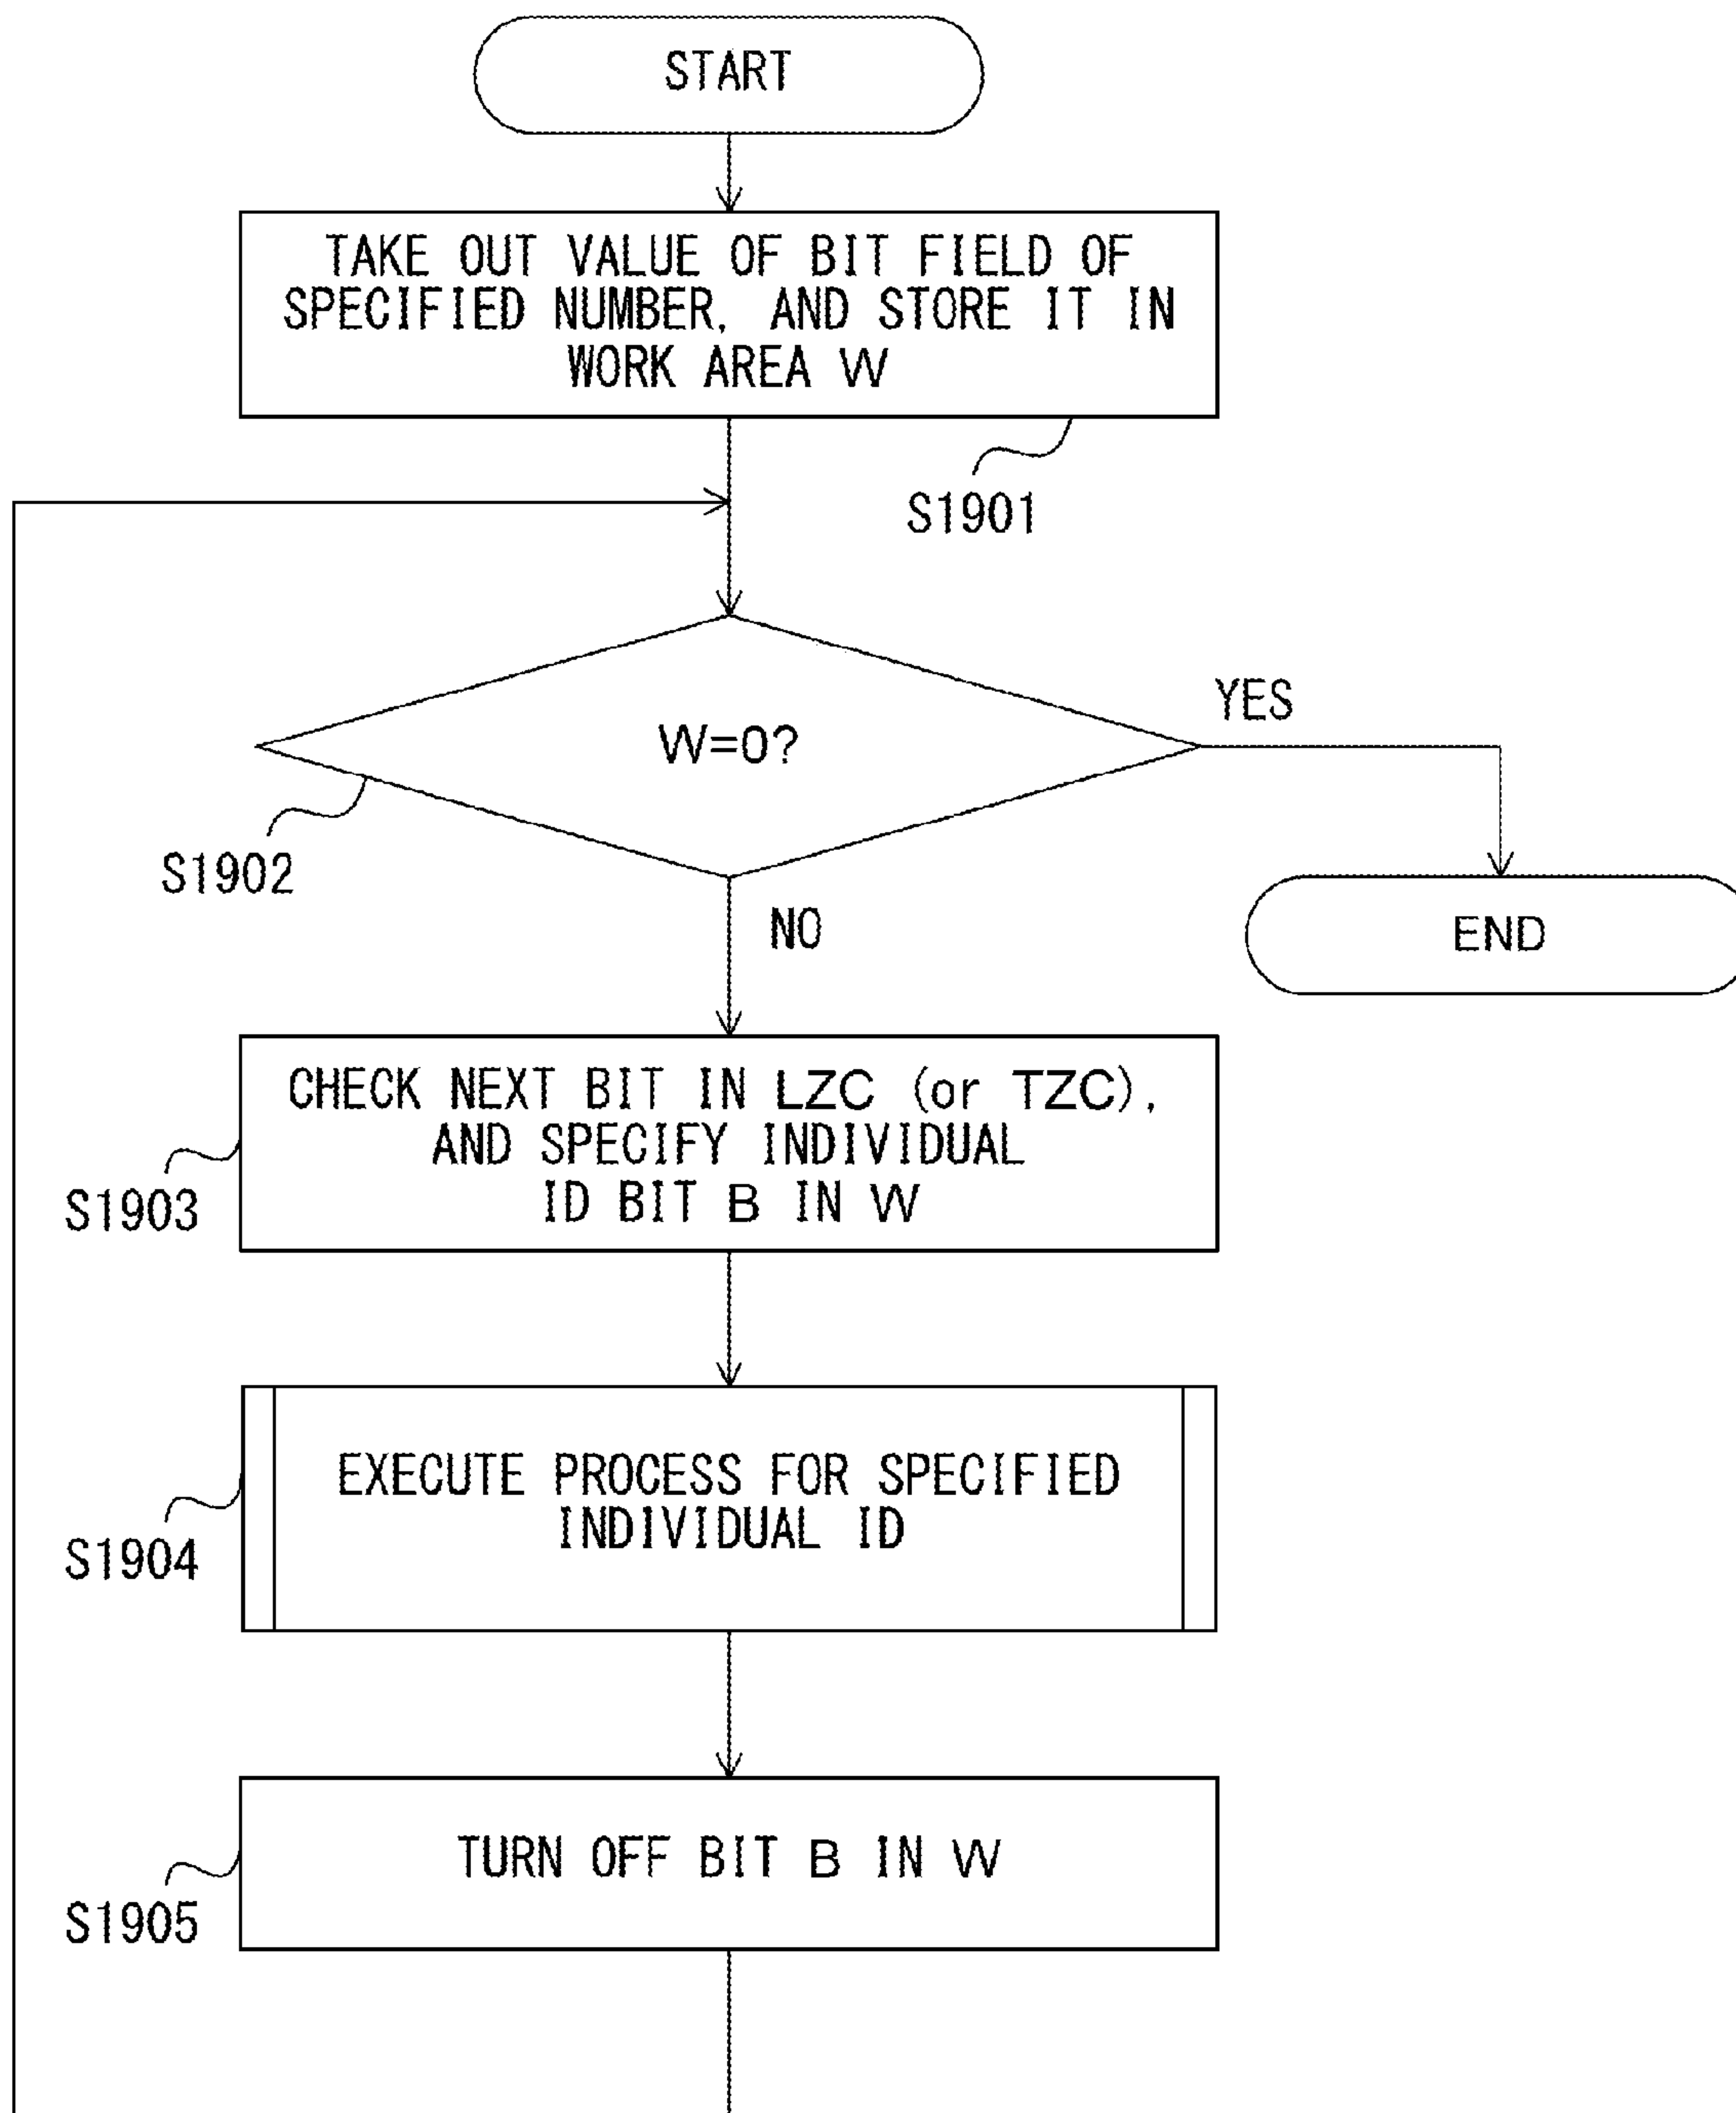 START
TAKE OUT VALUE OF BIT FIELD OF
SPECIFIED NUMBER, AND STORE IT IN
WORK AREA W
S1901
W=0?
YES
S1902
NO
END
CHECK NEXT BIT IN LZC (or TZC),
AND SPECIFY INDIVIDUAL
ID BIT B IN W
S1903
EXECUTE PROCESS FOR SPECIFIED
INDIVIDUAL ID
S1904
TURN OFF BIT B IN W
S1905